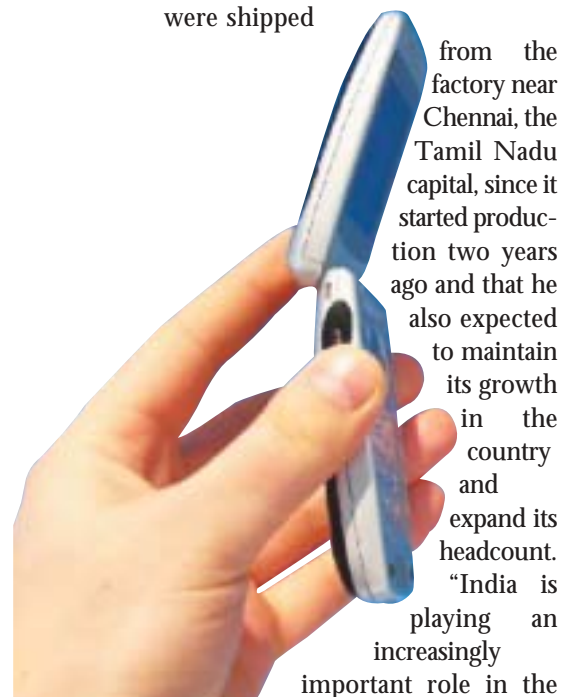 were shipped
from the
factory near
Chennai, the
Tamil Nadu
capital, since it
started produc-
tion two years
ago and that he
also expected
to maintain
its growth
in the
country
and
expand its
headcount.
“India is
playing an
increasingly
important role in the